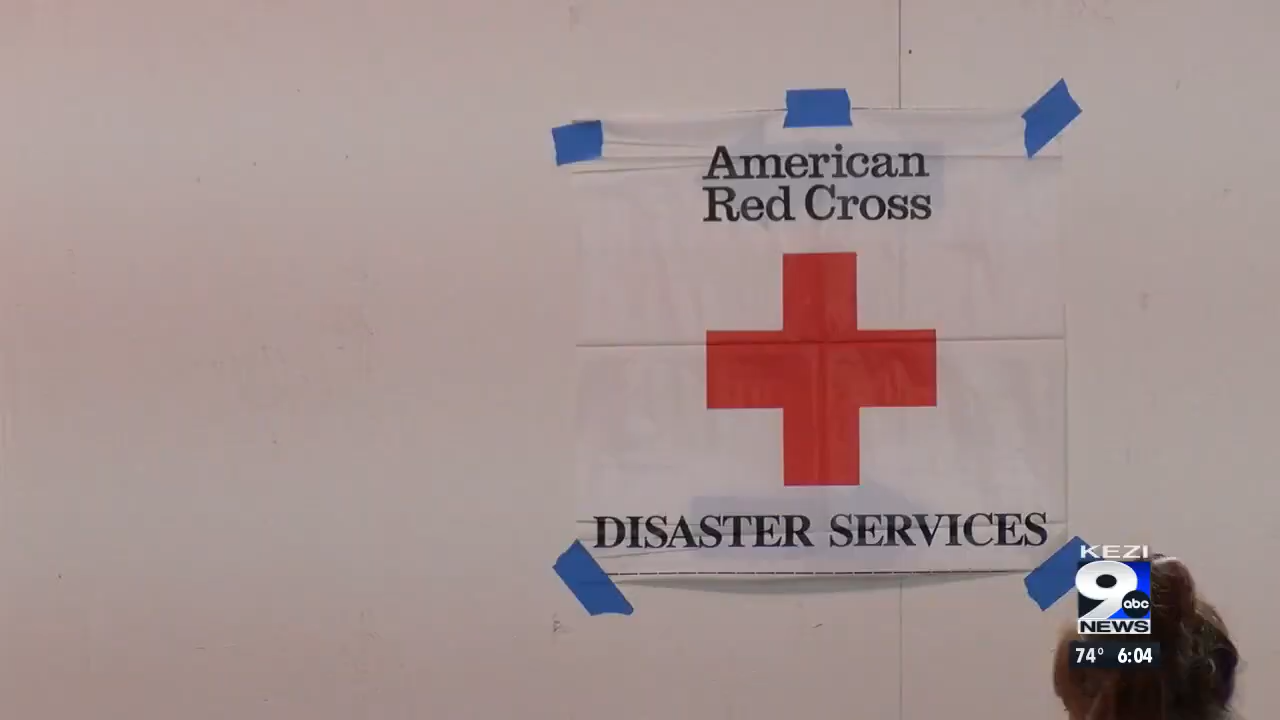 American
Red Cross
DISASTER SERVICES
KEZI
9
abc
NEWS
74° 6:04